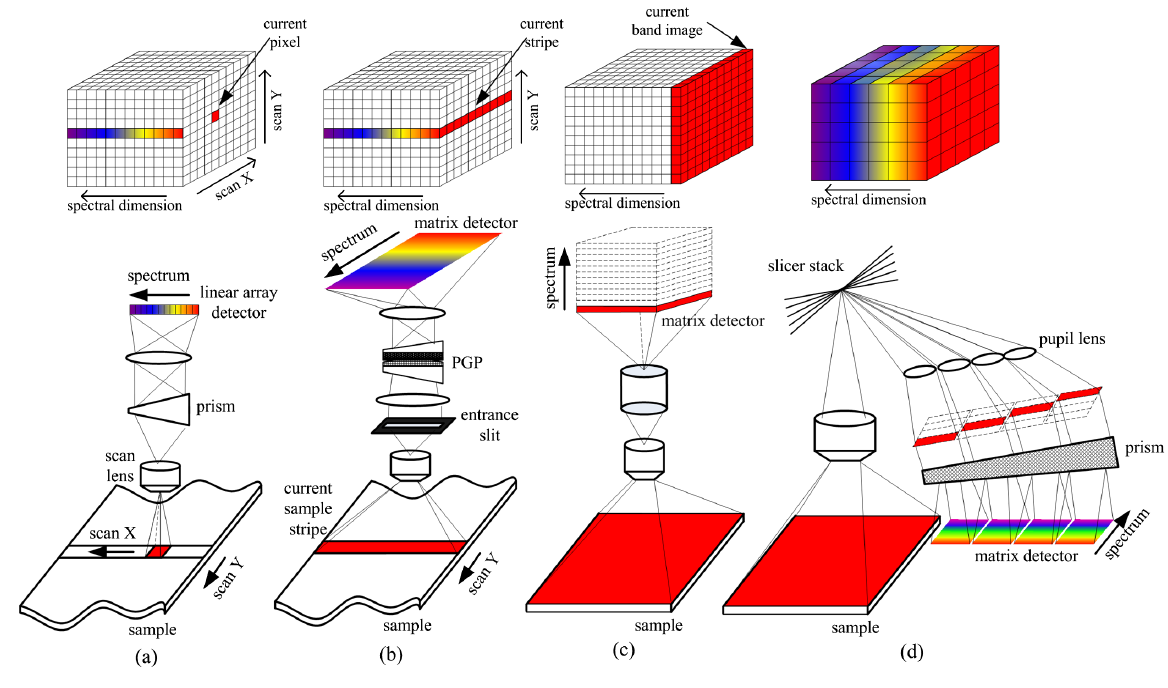 current
pixel
scan Y
scan X
spectral dimension
spectrum
linear array
detector
prism
scan
lens
scan X
scan Y
sample
(a)
current
stripe
scan Y
spectral dimension
matrix detector
spectrum
PGP
entrance
slit
current
sample
stripe
scan Y
sample
(b)
current
band image
spectral dimension
spectrum
matrix detector
sample
(c)
spectral dimension
slicer stack
pupil lens
prism
matrix detector
spectrum
sample
(d)